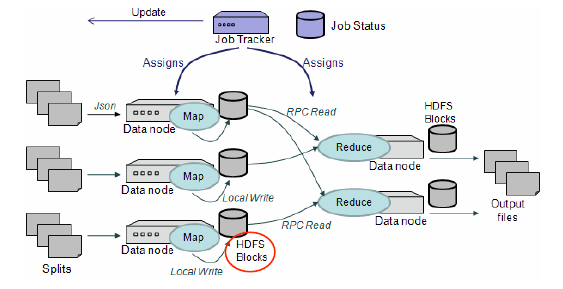 Update
Job Tracker
Job Status
Assigns
Assigns
Json
Map
Data node
RPC Read
HDFS
Blocks
Reduce
Data node
Map
Data node
Local Write
Reduce
Data node
Output
files
Map
Data node
RPC Read
HDFS
Blocks
Local Write
Splits